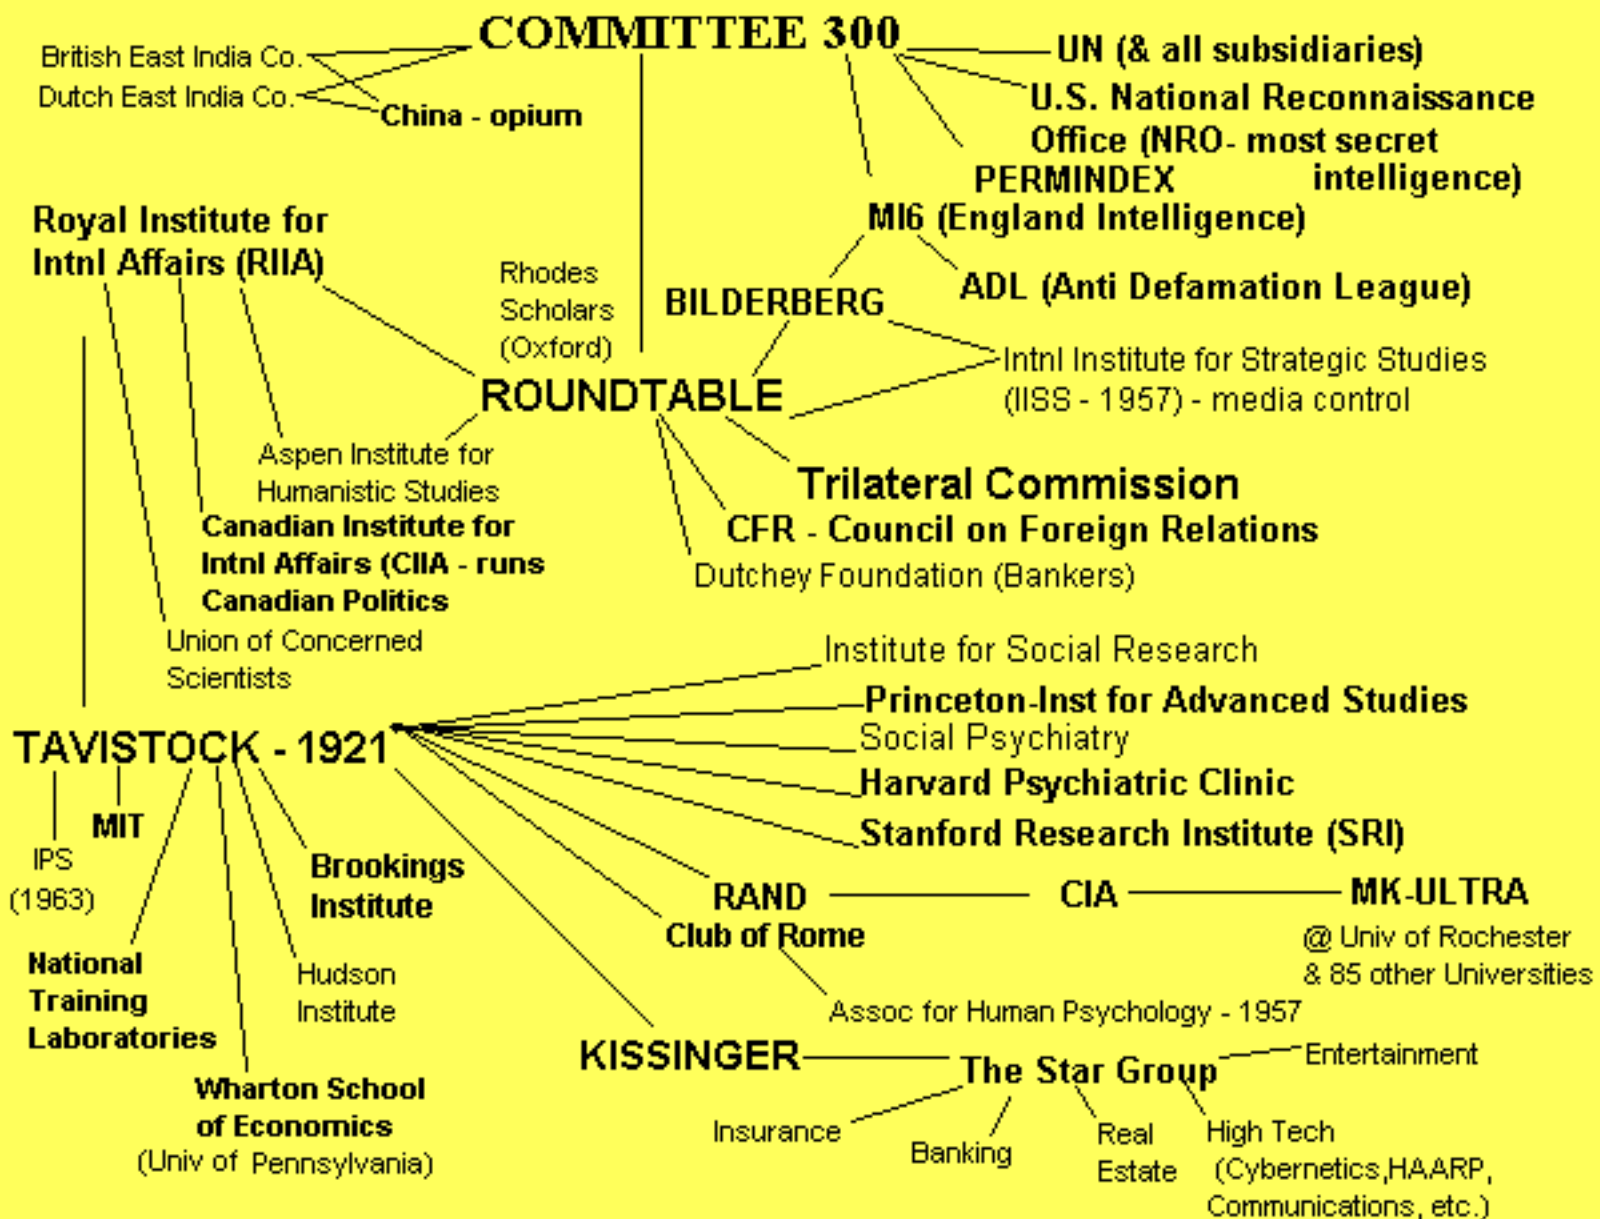 COMMITTEE 300
British East India Co.
Dutch East India Co.
China - opium
UN (& all subsidiaries)
U.S. National Reconnaissance
Office (NRO- most secret
intelligence)
PERMINDEX
MI6 (England Intelligence)
ADL (Anti Defamation League)
BILDERBERG
Royal Institute for
Intnl Affairs (RIIA)
Rhodes
Scholars
(Oxford)
Intnl Institute for Strategic Studies
(IISS - 1957) - media control
ROUNDTABLE
Aspen Institute for
Humanistic Studies
Trilateral Commission
CFR - Council on Foreign Relations
Dutchey Foundation (Bankers)
Canadian Institute for
Intnl Affairs (CIIA - runs
Canadian Politics
Union of Concerned
Scientists
Institute for Social Research
Princeton-Inst for Advanced Studies
Social Psychiatry
Harvard Psychiatric Clinic
Stanford Research Institute (SRI)
TAVISTOCK - 1921
MIT
IPS
(1963)
Brookings
Institute
RAND
CIA
MK-ULTRA
@ Univ of Rochester
& 85 other Universities
Club of Rome
Assoc for Human Psychology - 1957
National
Training
Laboratories
Hudson
Institute
Wharton School
of Economics
(Univ of Pennsylvania)
KISSINGER
The Star Group
Entertainment
Insurance
Banking
Real
Estate
High Tech
(Cybernetics,HAARP,
Communications, etc.)